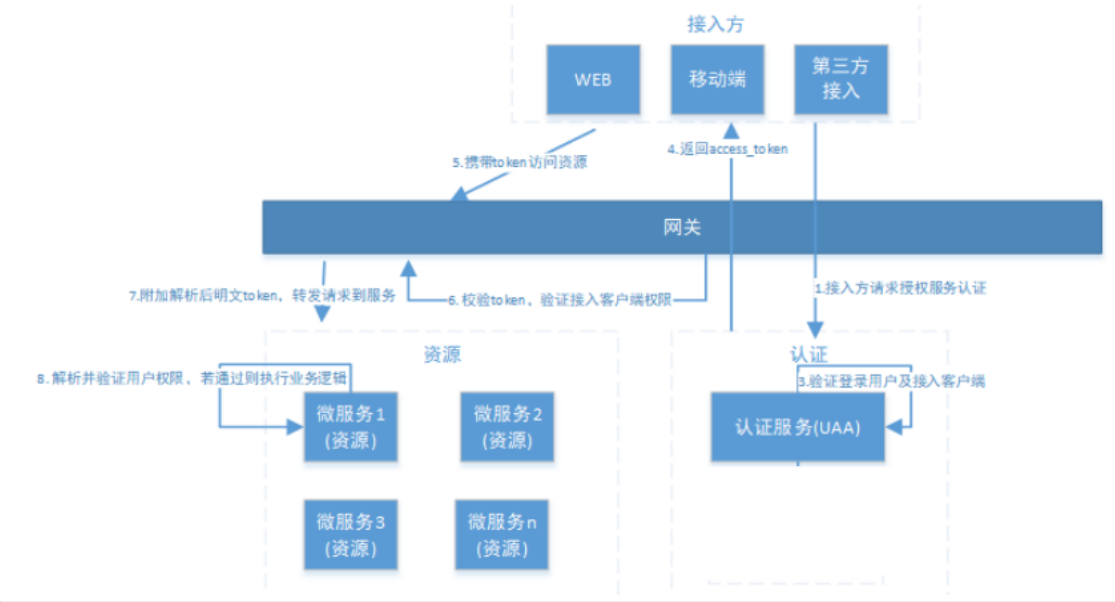 接入方
WEB
移动端
第三方
接入
4.返回access_token
5.携带token访问资源
网关
1.接入方请求授权服务认证
7.附加解析后明文token，转发请求到服务
6.校验token，验证接入客户端权限
资源
认证
8.解析并验证用户权限，若通过则执行业务逻辑
3.验证登录用户及接入客户端
微服务1
(资源)
微服务2
(资源)
认证服务(UAA)
微服务3
(资源)
微服务n
(资源)